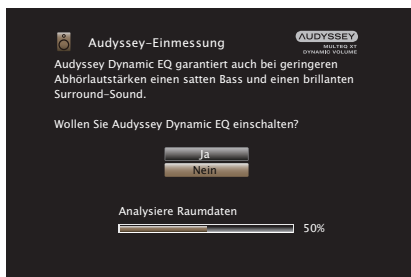 Audyssey-Einmessung
AUDYSSEY
MULTEQ XT
DYNAMIC VOLUME
Audyssey Dynamic EQ garantiert auch bei geringeren
Abhörlautstärken einen satten Bass und einen brillanten
Surround-Sound.
Wollen Sie Audyssey Dynamic EQ einschalten?
Ja
Nein
Analysiere Raumdaten
50%